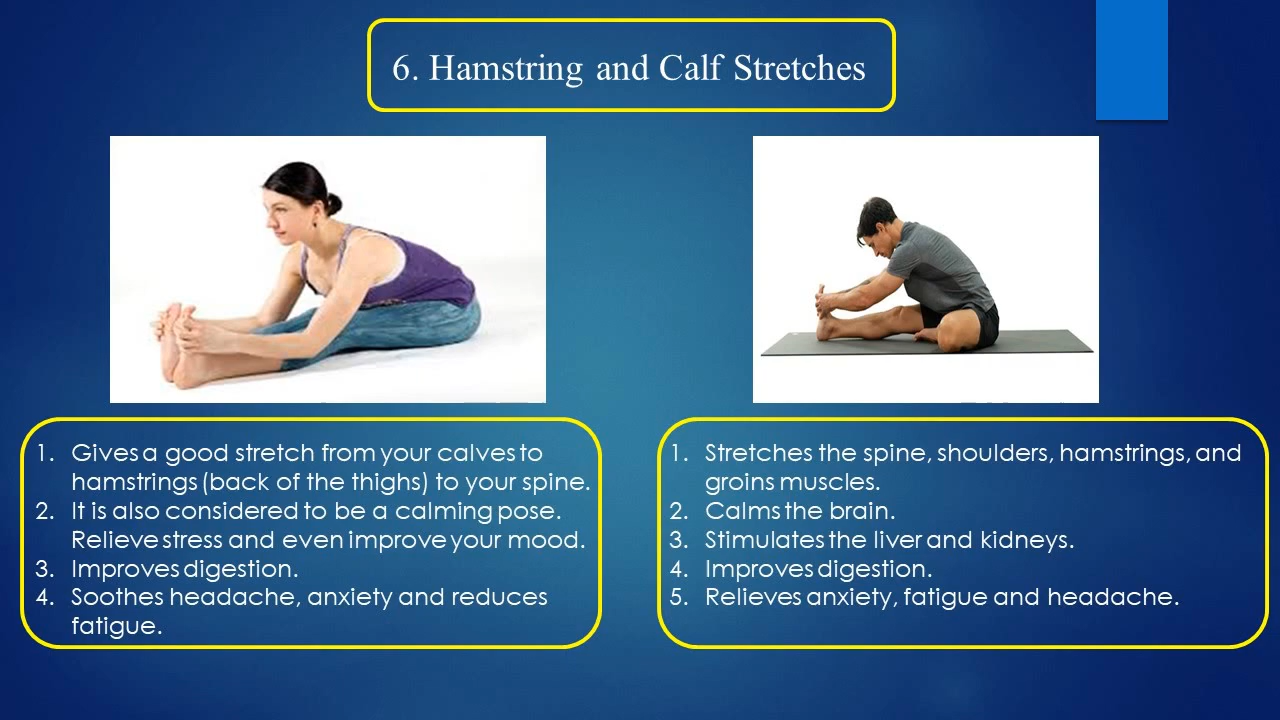 6. Hamstring and Calf Stretches
1. Gives a good stretch from your calves to
hamstrings (back of the thighs) to your spine.
2. It is also considered to be a calming pose.
Relieve stress and even improve your mood.
3. Improves digestion.
4. Soothes headache, anxiety and reduces
fatigue.
1. Stretches the spine, shoulders, hamstrings, and
groins muscles.
2. Calms the brain.
3. Stimulates the liver and kidneys.
4. Improves digestion.
5. Relieves anxiety, fatigue and headache.